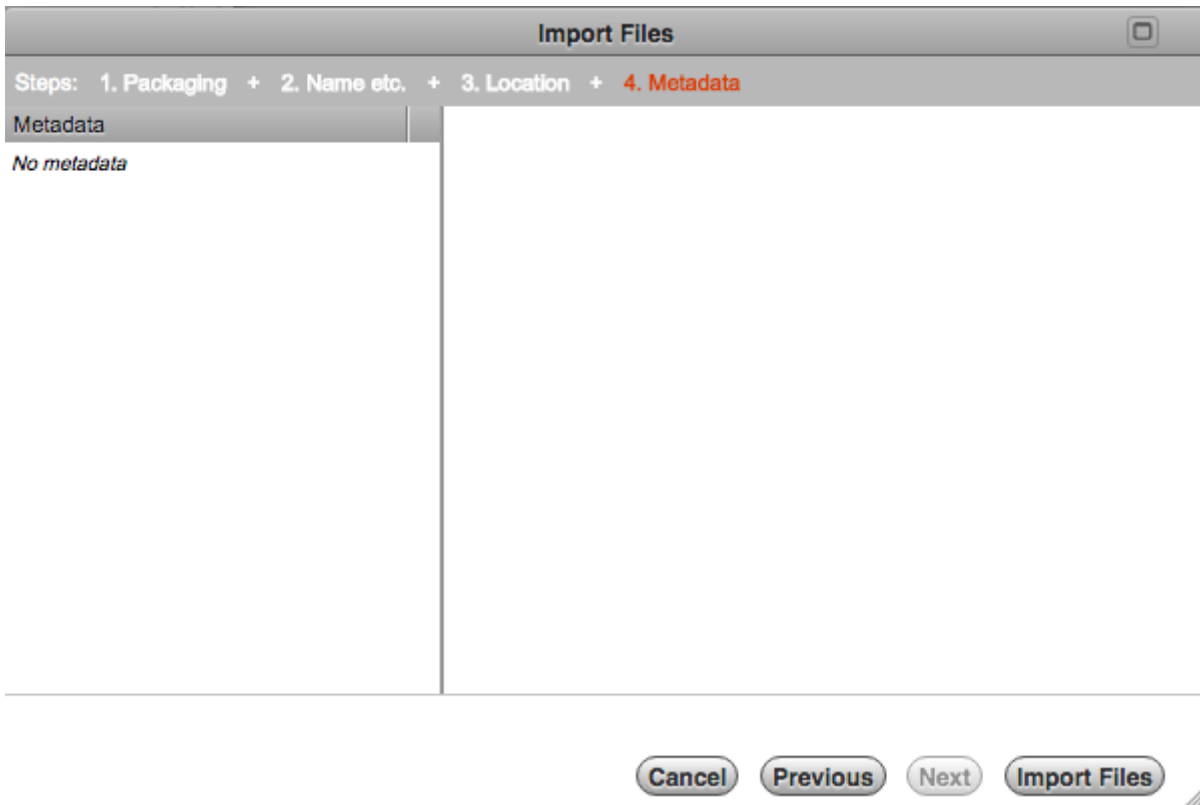 Import Files
Steps: 1. Packaging + 2. Name etc. + 3. Location + 4. Metadata
Metadata
No metadata
Cancel Previous Next Import Files